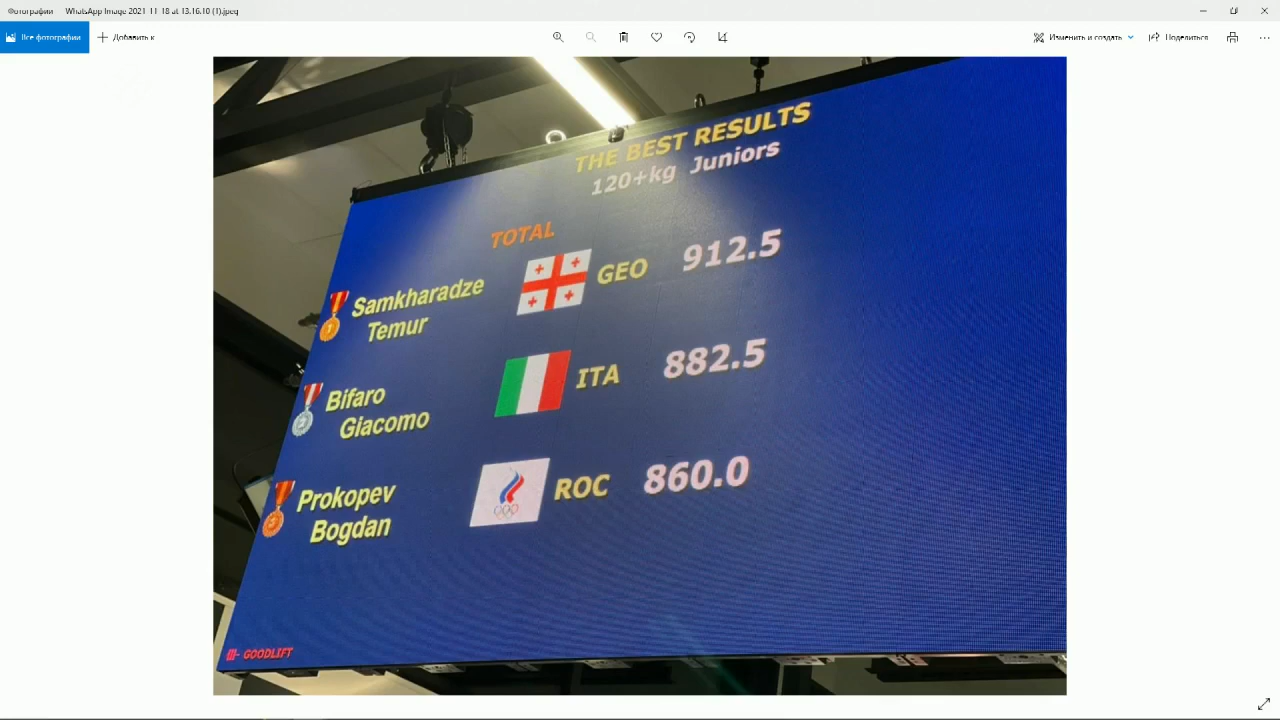 Фотографии - WhatsApp Image 2021-11-18 at 13.16.10 (1).jpeg
Все фотографии
Добавить к
Изменить и создать
Поделиться
THE BEST RESULTS
120+kg Juniors
TOTAL
Samkharadze Temur GEO 912.5
Bifaro Giacomo ITA 882.5
Prokopev Bogdan ROC 860.0
GOODLIFT